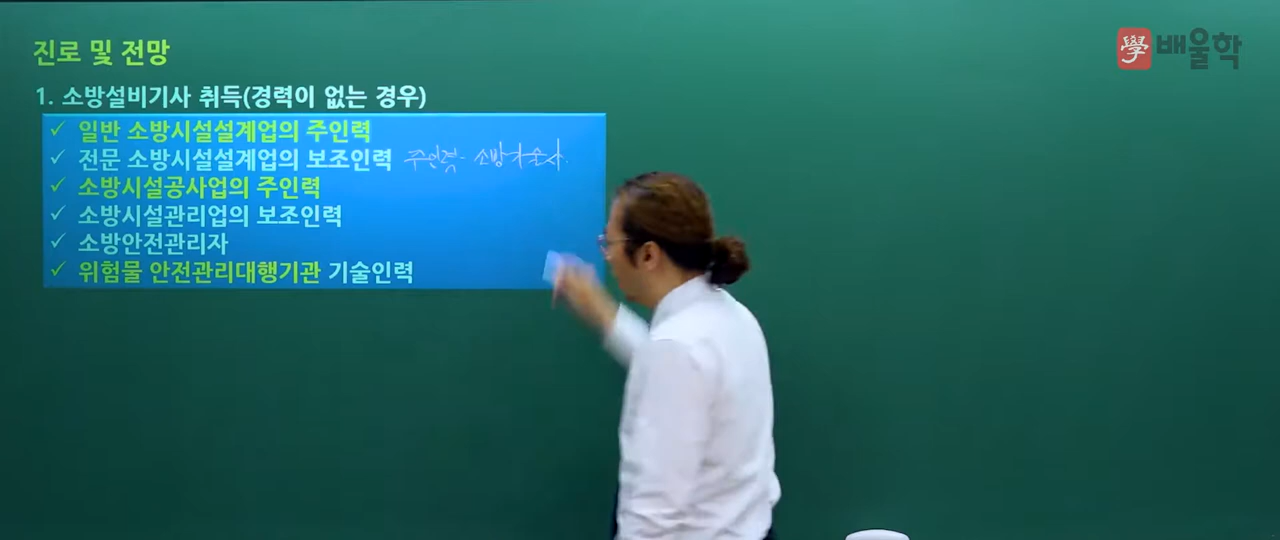 진로 및 전망
學 배울학
1. 소방설비기사 취득(경력이 없는 경우)
✓ 일반 소방시설설계업의 주인력
✓ 전문 소방시설설계업의 보조인력 주인력- 소방기술사.
✓ 소방시설공사업의 주인력
✓ 소방시설관리업의 보조인력
✓ 소방안전관리자
✓ 위험물 안전관리대행기관 기술인력